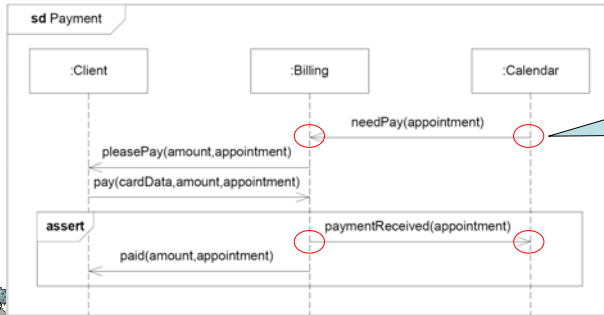 sd Payment
:Client
:Billing
:Calendar
needPay(appointment)
pleasePay(amount,appointment)
pay(cardData,amount,appointment)
assert
paymentReceived(appointment)
paid(amount,appointment)